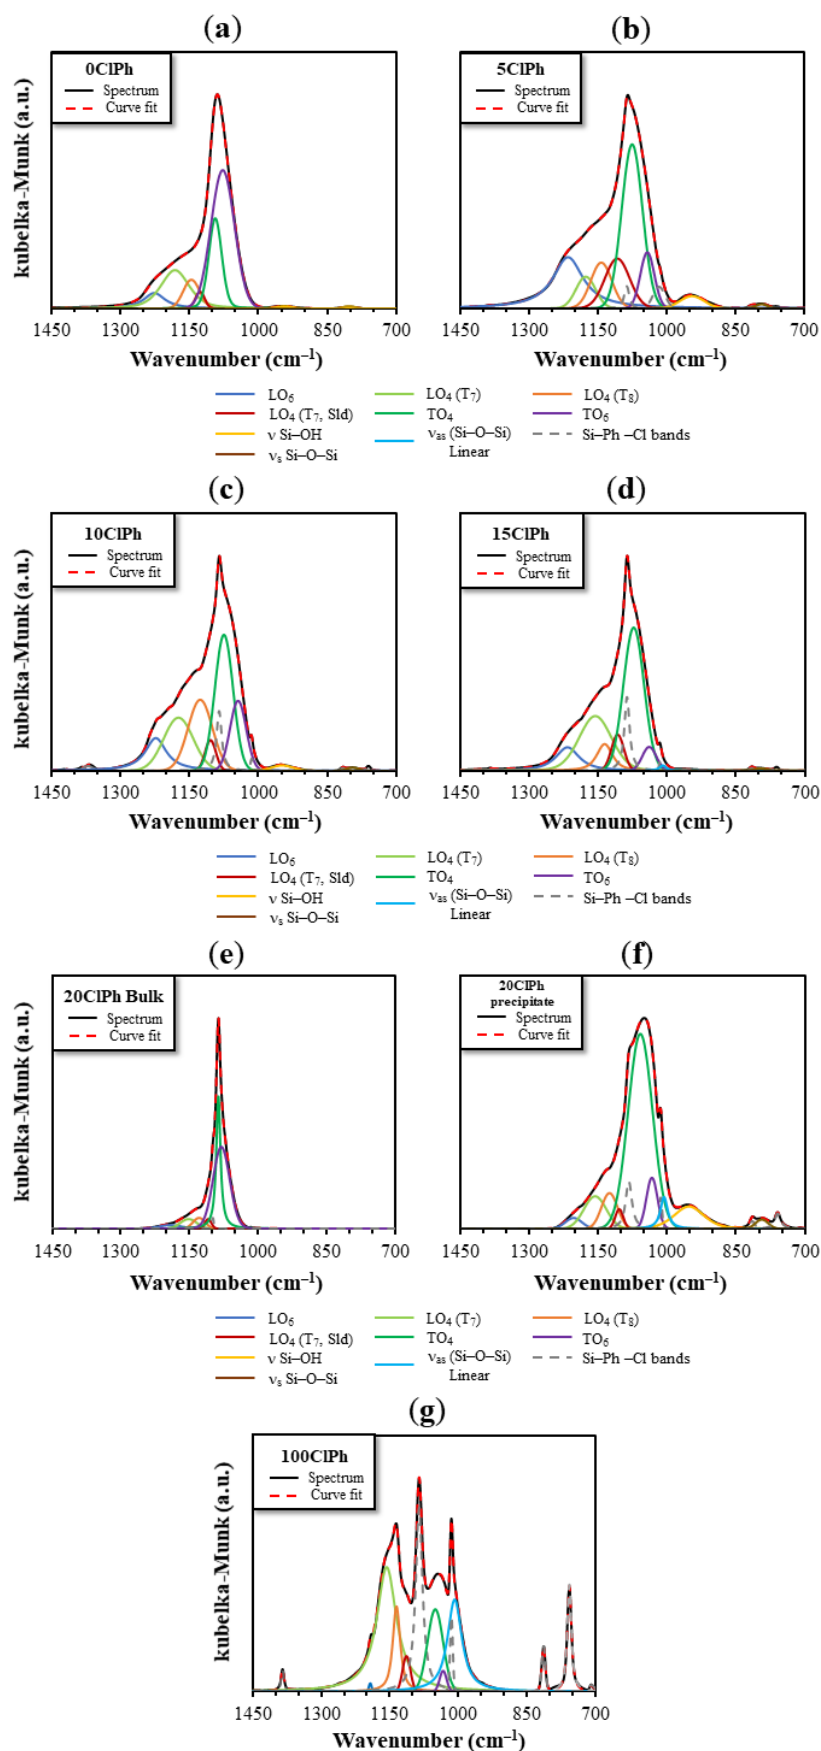 (a)
(b)
0ClPh
Spectrum
Curve fit
5ClPh
Spectrum
Curve fit
kubelka-Munk (a.u.)
kubelka-Munk (a.u.)
1450 1300 1150 1000 850 700
1450 1300 1150 1000 850 700
Wavenumber (cm⁻¹)
Wavenumber (cm⁻¹)
LO₆ LO₄ (T₇) LO₄ (T₈)
LO₄ (T₇, Sld) TO₄ TO₆
ν Si–OH νas (Si–O–Si) Si–Ph –Cl bands
νs Si–O–Si Linear
(c)
(d)
10ClPh
Spectrum
Curve fit
15ClPh
Spectrum
Curve fit
kubelka-Munk (a.u.)
kubelka-Munk (a.u.)
1450 1300 1150 1000 850 700
1450 1300 1150 1000 850 700
Wavenumber (cm⁻¹)
Wavenumber (cm⁻¹)
LO₆ LO₄ (T₇) LO₄ (T₈)
LO₄ (T₇, Sld) TO₄ TO₆
ν Si–OH νas (Si–O–Si) Si–Ph –Cl bands
νs Si–O–Si Linear
(e)
(f)
20ClPh Bulk
Spectrum
Curve fit
20ClPh
precipitate
Spectrum
Curve fit
kubelka-Munk (a.u.)
kubelka-Munk (a.u.)
1450 1300 1150 1000 850 700
1450 1300 1150 1000 850 700
Wavenumber (cm⁻¹)
Wavenumber (cm⁻¹)
LO₆ LO₄ (T₇) LO₄ (T₈)
LO₄ (T₇, Sld) TO₄ TO₆
ν Si–OH νas (Si–O–Si) Si–Ph –Cl bands
νs Si–O–Si Linear
(g)
100ClPh
Spectrum
Curve fit
kubelka-Munk (a.u.)
1450 1300 1150 1000 850 700
Wavenumber (cm⁻¹)